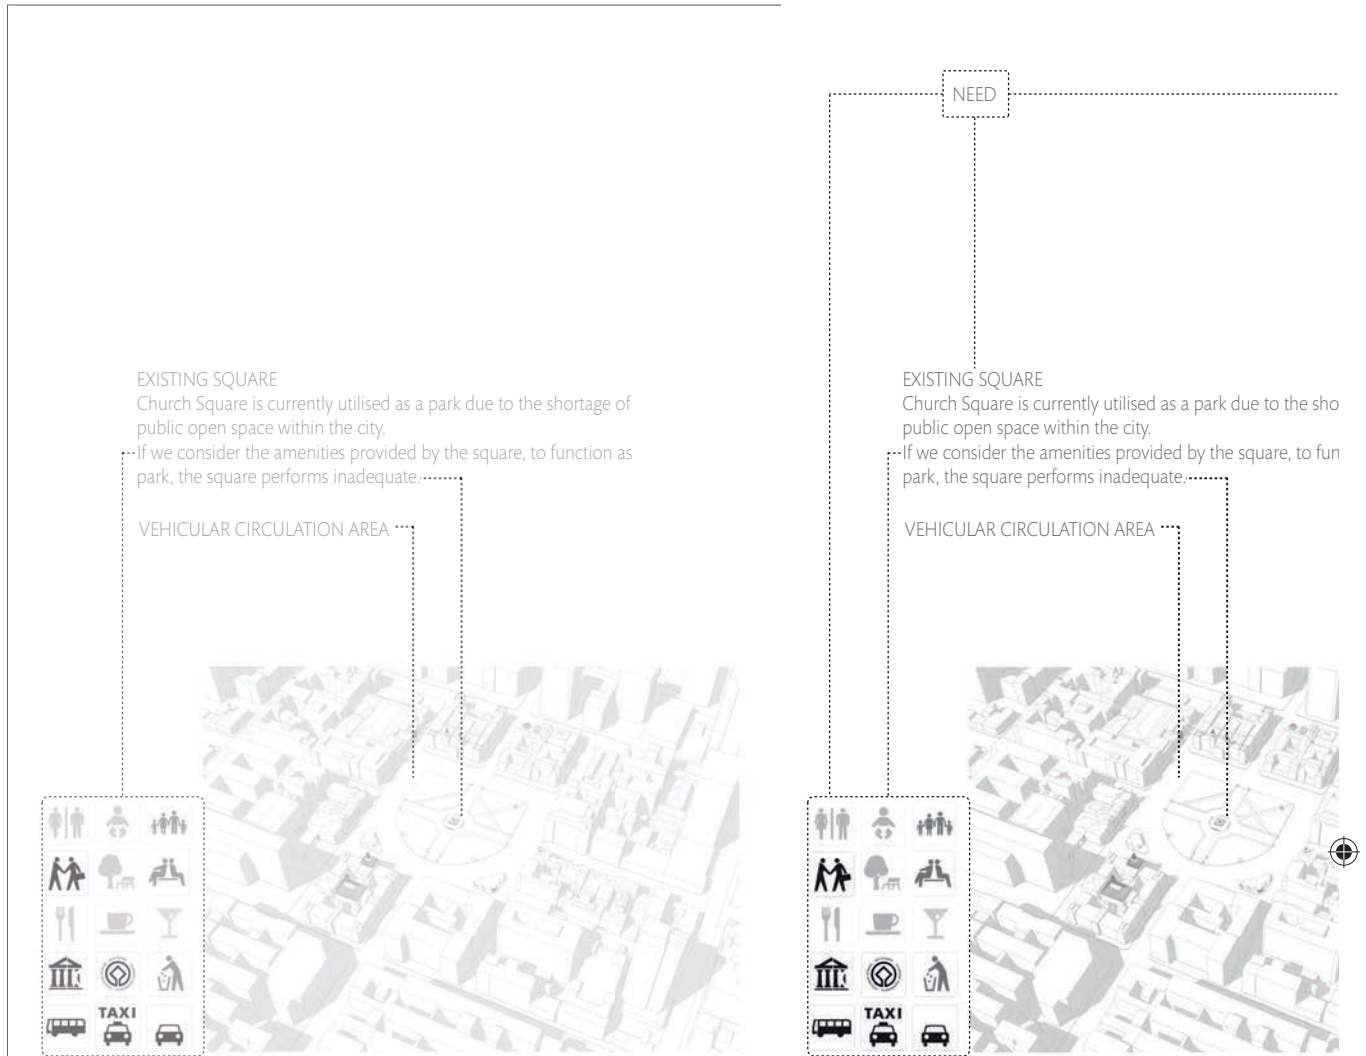 NEED
EXISTING SQUARE
Church Square is currently utilised as a park due to the shortage of
public open space within the city.
If we consider the amenities provided by the square, to function as
park, the square performs inadequate.
VEHICULAR CIRCULATION AREA
TAXI
EXISTING SQUARE
Church Square is currently utilised as a park due to the sho
public open space within the city.
If we consider the amenities provided by the square, to fun
park, the square performs inadequate.
VEHICULAR CIRCULATION AREA
TAXI